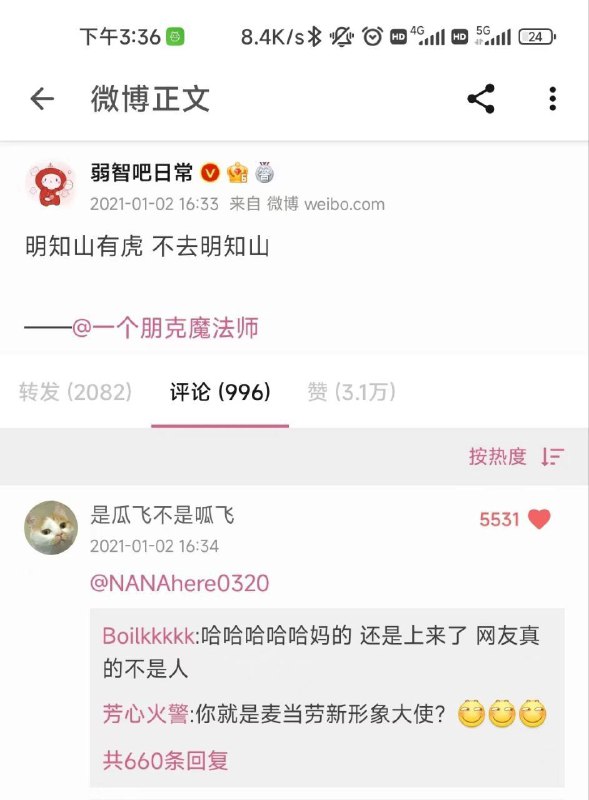 下午3:36 8.4K/s HD 4G HD 5G 24
微博正文
弱智吧日常
2021-01-02 16:33 来自 微博 weibo.com
明知山有虎 不去明知山
——@一个朋克魔法师
转发 (2082) 评论 (996) 赞 (3.1万)
按热度
是瓜飞不是呱飞 5531
2021-01-02 16:34
@NANAhere0320
Boilkkkkk:哈哈哈哈哈妈的 还是上来了 网友真
的不是人
芳心火警:你就是麦当劳新形象大使？
共660条回复